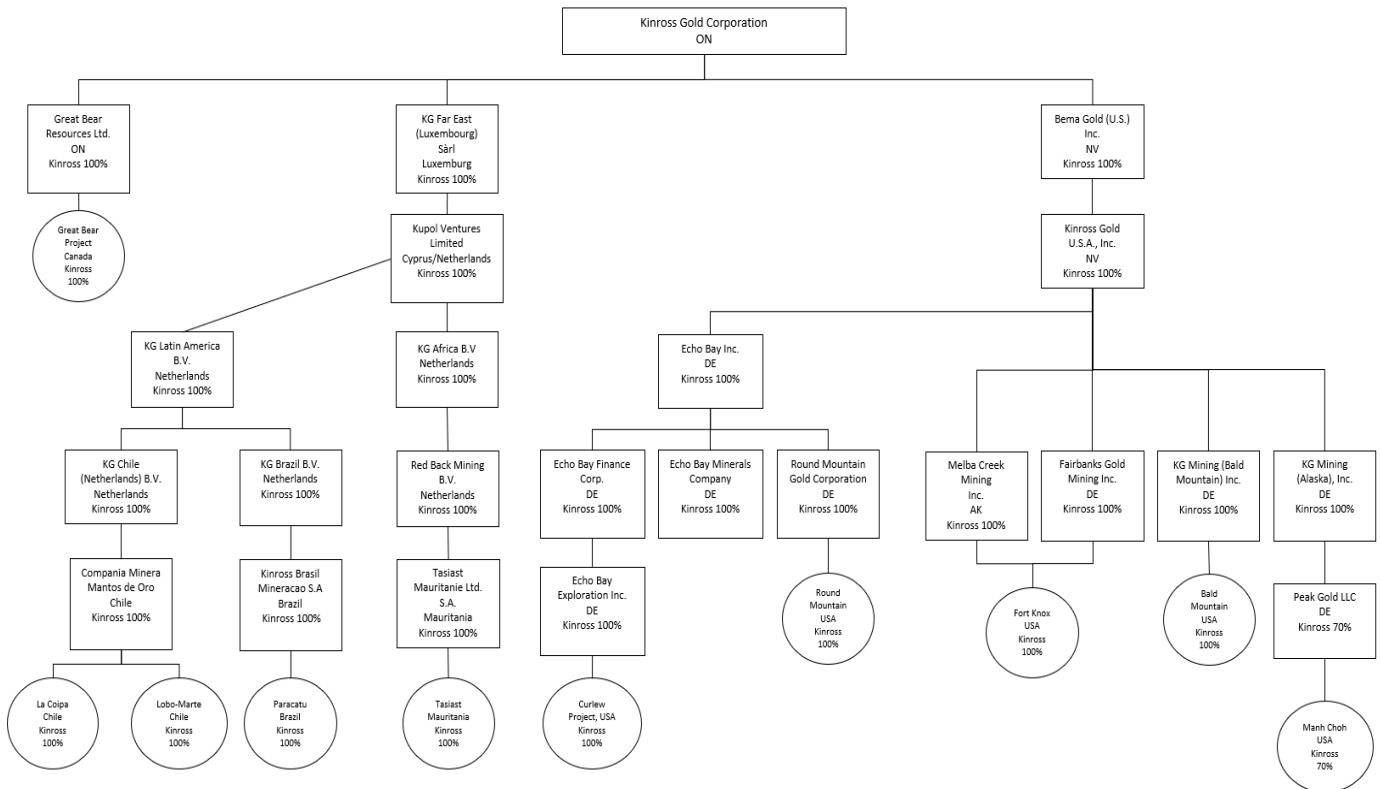 Kinross Gold Corporation
ON
Great Bear
Resources Ltd.
ON
Kinross 100%
KG Far East
(Luxembourg)
Sàrl
Luxemburg
Kinross 100%
Bema Gold (U.S.)
Inc.
NV
Kinross 100%
Great Bear
Project
Canada
Kinross
100%
Kupol Ventures
Limited
Cyprus/Netherlands
Kinross 100%
Kinross Gold
U.S.A., Inc.
NV
Kinross 100%
KG Latin America
B.V.
Netherlands
Kinross 100%
KG Africa B.V
Netherlands
Kinross 100%
Echo Bay Inc.
DE
Kinross 100%
KG Chile
(Netherlands) B.V.
Netherlands
Kinross 100%
KG Brazil B.V.
Netherlands
Kinross 100%
Red Back Mining
B.V.
Netherlands
Kinross 100%
Echo Bay Finance
Corp.
DE
Kinross 100%
Echo Bay Minerals
Company
DE
Kinross 100%
Round Mountain
Gold Corporation
DE
Kinross 100%
Melba Creek
Mining
Inc.
AK
Kinross 100%
Fairbanks Gold
Mining Inc.
DE
Kinross 100%
KG Mining (Bald
Mountain) Inc.
DE
Kinross 100%
KG Mining
(Alaska), Inc.
DE
Kinross 100%
Compania Minera
Mantos de Oro
Chile
Kinross 100%
Kinross Brasil
Mineracao S.A
Brazil
Kinross 100%
Tasiast
Mauritanie Ltd.
S.A.
Mauritania
Kinross 100%
Echo Bay
Exploration Inc.
DE
Kinross 100%
Round
Mountain
USA
Kinross
100%
Fort Knox
USA
Kinross
100%
Bald
Mountain
USA
Kinross
100%
Peak Gold LLC
DE
Kinross 70%
La Coipa
Chile
Kinross
100%
Lobo-Marte
Chile
Kinross
100%
Paracatu
Brazil
Kinross
100%
Tasiast
Mauritania
Kinross
100%
Curlew
Project, USA
Kinross
100%
Manh Choh
USA
Kinross
70%